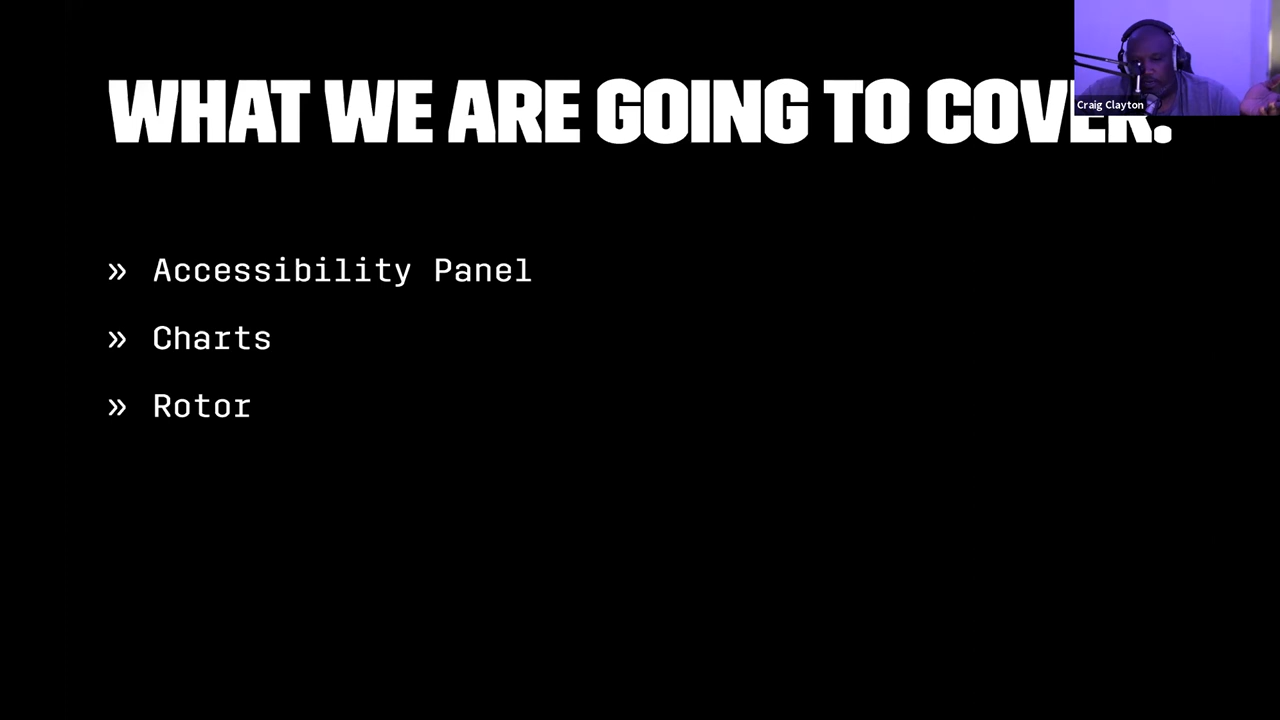 WHAT WE ARE GOING TO COVER.
Craig Clayton
» Accessibility Panel
» Charts
» Rotor